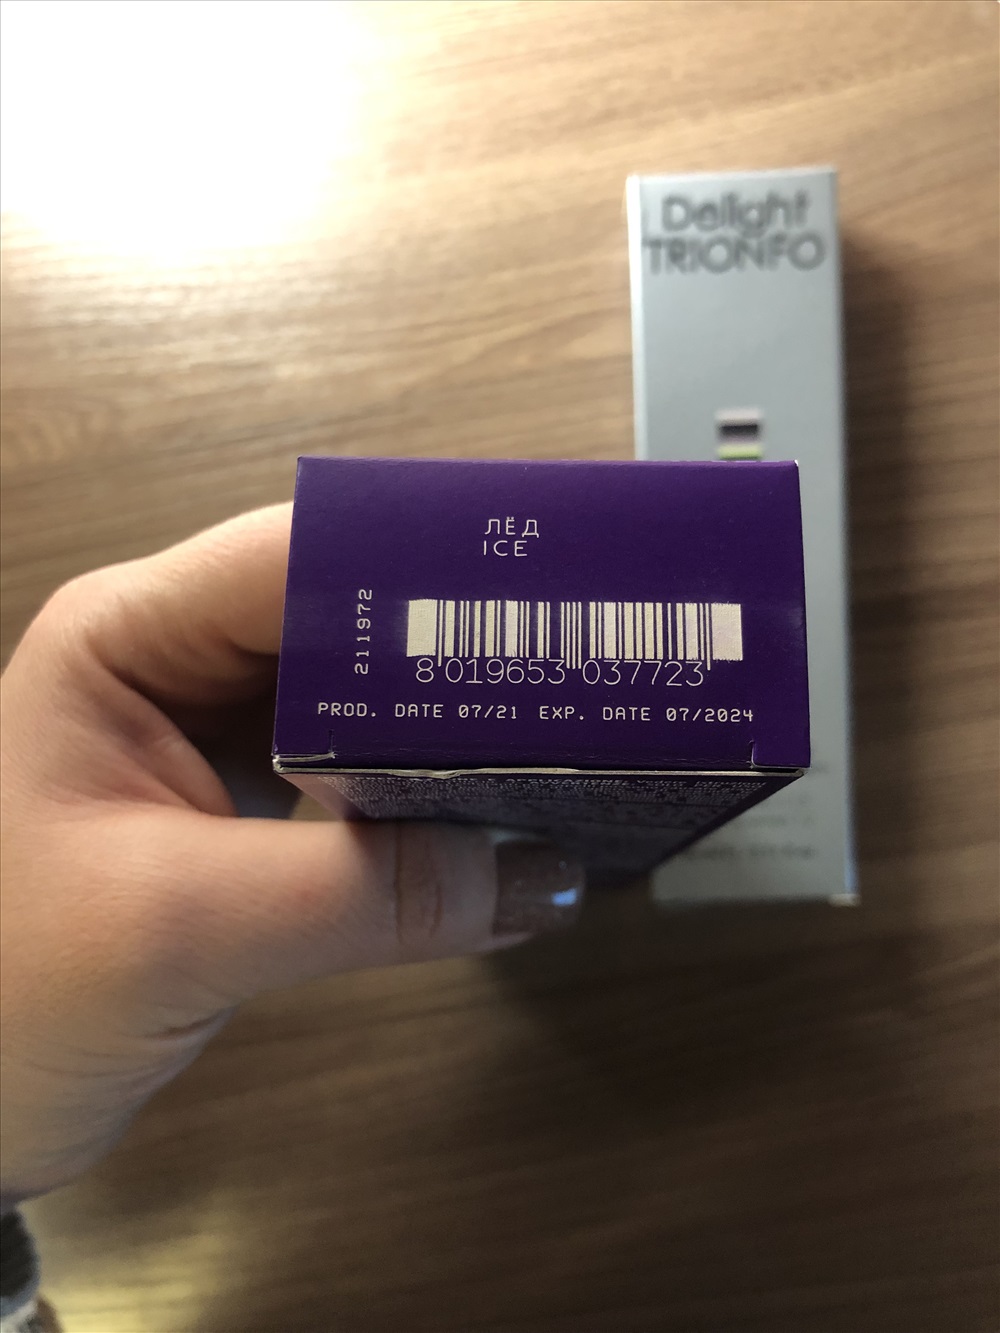 Delight
TRIONFO
ЛЁД
ICE
211972
8 019653 037723
PROD. DATE 07/21 EXP. DATE 07/2024